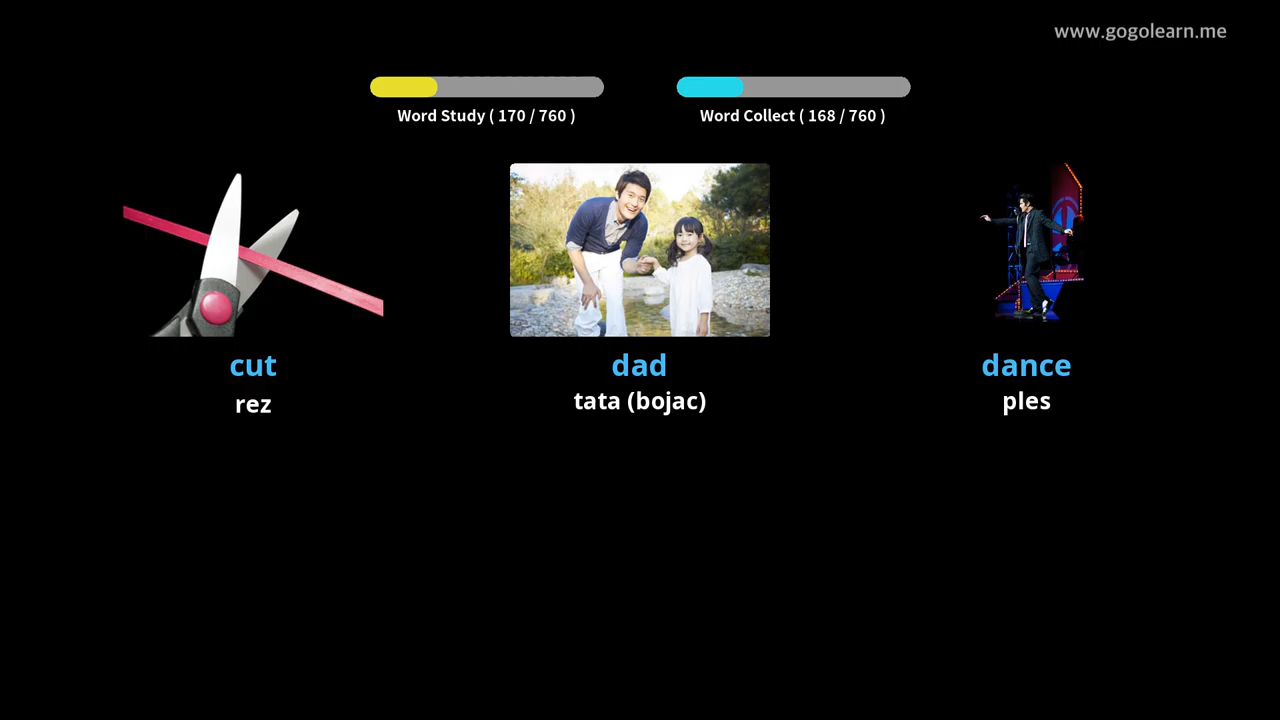 www.gogolearn.me
Word Study ( 170 / 760 )
Word Collect ( 168 / 760 )
cut
rez
dad
tata (bojac)
dance
ples